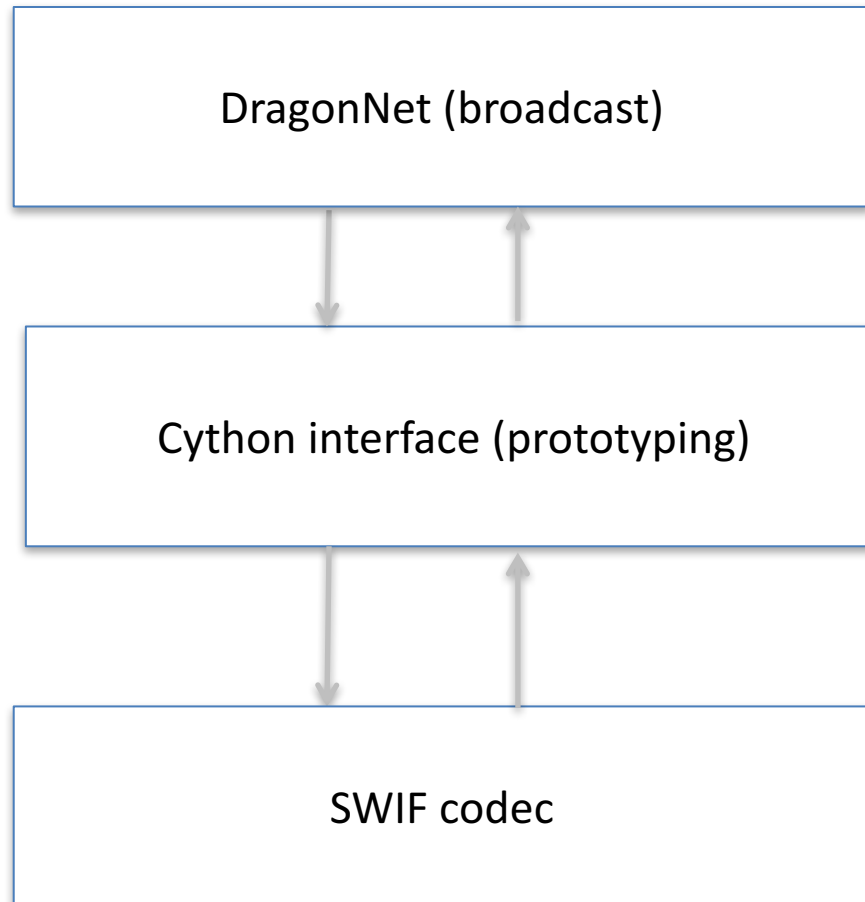 DragonNet (broadcast)
Cython interface (prototyping)
SWIF codec